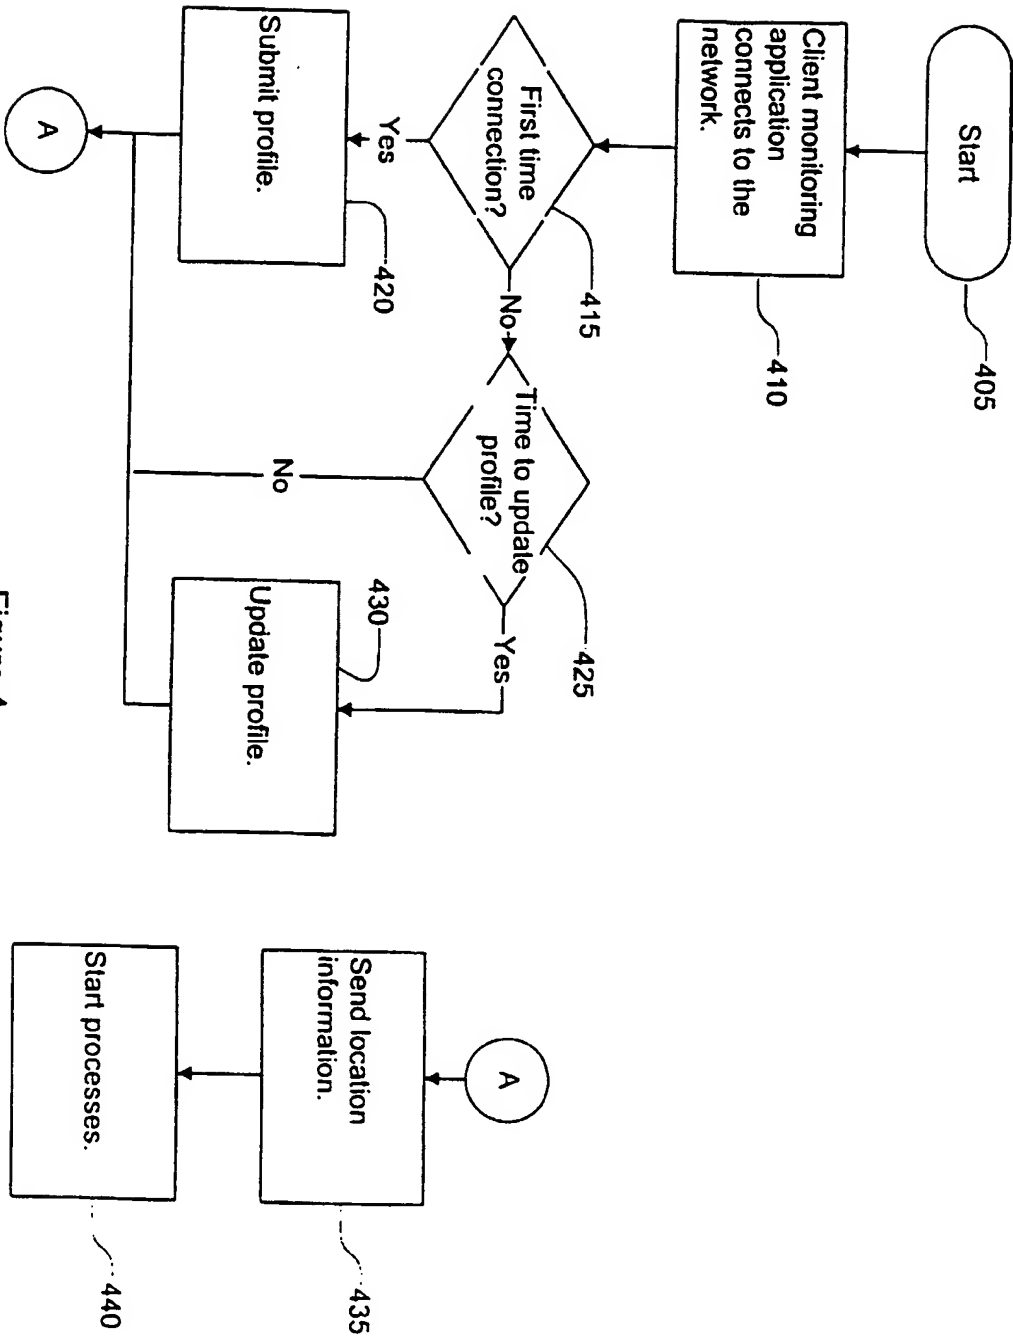 Start
405
Client monitoring
application
connects to the
network.
410
First time
connection?
415
Yes
No
Submit profile.
420
Time to update
profile?
425
No
Yes
430
Update profile.
A
A
Send location
information.
435
Start processes.
440